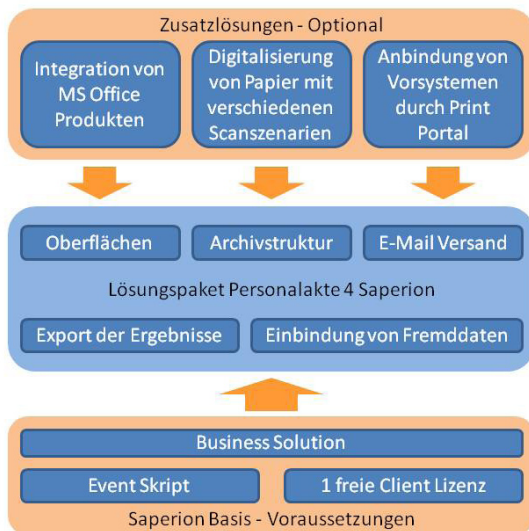 Zusatzlösungen - Optional
Integration von
MS Office
Produkten
Digitalisierung
von Papier mit
verschiedenen
Scanszenarien
Anbindung von
Vorsystemen
durch Print
Portal
Oberflächen
Archivstruktur
E-Mail Versand
Lösungspaket Personalakte 4 Saperion
Export der Ergebnisse
Einbindung von Fremddaten
Business Solution
Event Skript
1 freie Client Lizenz
Saperion Basis - Voraussetzungen